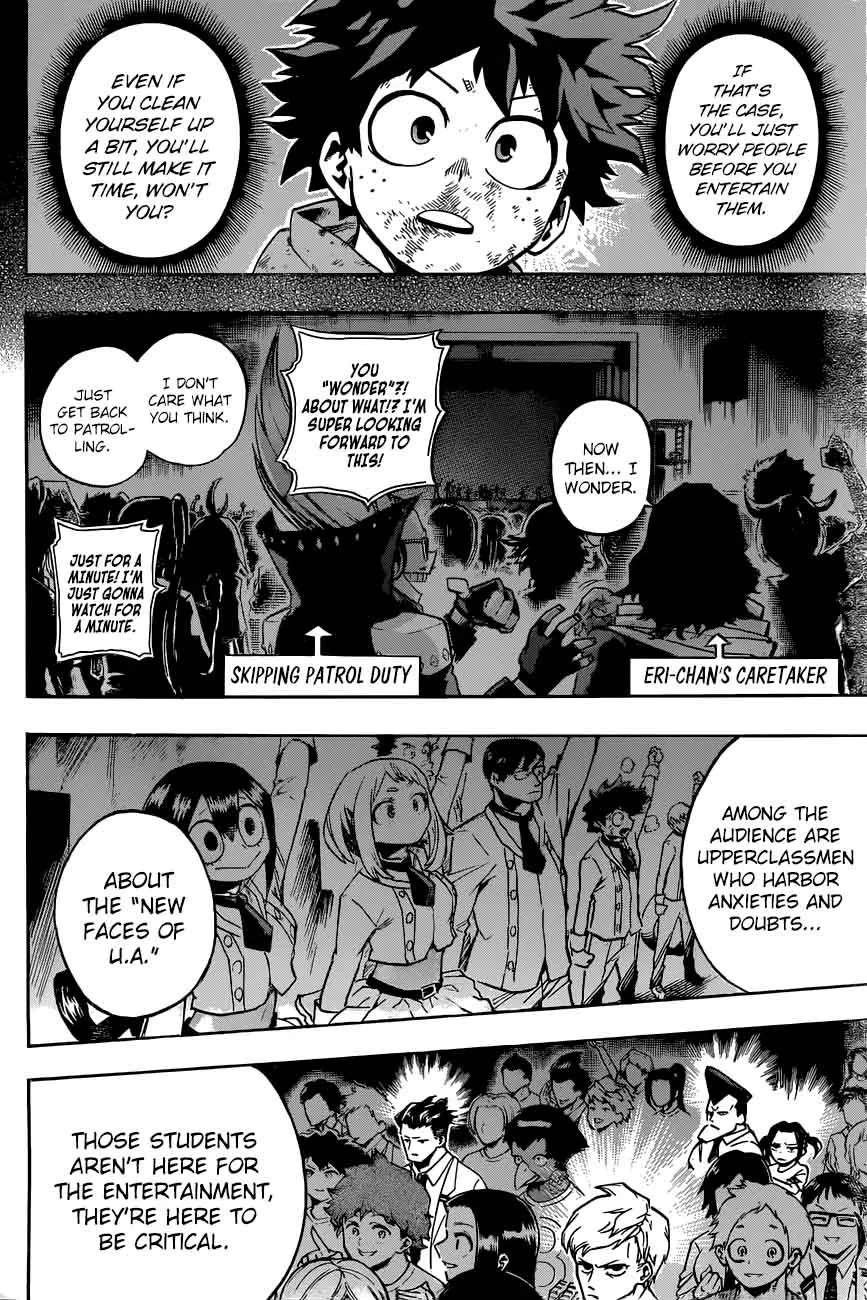 IF
THAT'S
THE CASE,
YOU'LL JUST
WORRY PEOPLE
BEFORE YOU
ENTERTAIN
THEM.
EVEN IF
YOU CLEAN
YOURSELF UP
A BIT, YOU'LL
STILL MAKE IT
TIME, WON'T
YOU?
NOW
THEN... I
WONDER.
ERI-CHAN'S CARETAKER
YOU
"WONDER"?!
ABOUT WHAT!? I'M
SUPER LOOKING
FORWARD TO
THIS!
SKIPPING PATROL DUTY
I DON'T
CARE WHAT
YOU THINK.
JUST
GET BACK
TO PATROL-
LING.
JUST FOR A
MINUTE! I'M
JUST GONNA
WATCH FOR
A MINUTE.
AMONG THE
AUDIENCE ARE
UPPERCLASSMEN
WHO HARBOR
ANXIETIES AND
DOUBTS...
ABOUT
THE "NEW
FACES OF
U.A."
THOSE STUDENTS
AREN'T HERE FOR
THE ENTERTAINMENT,
THEY'RE HERE TO
BE CRITICAL.